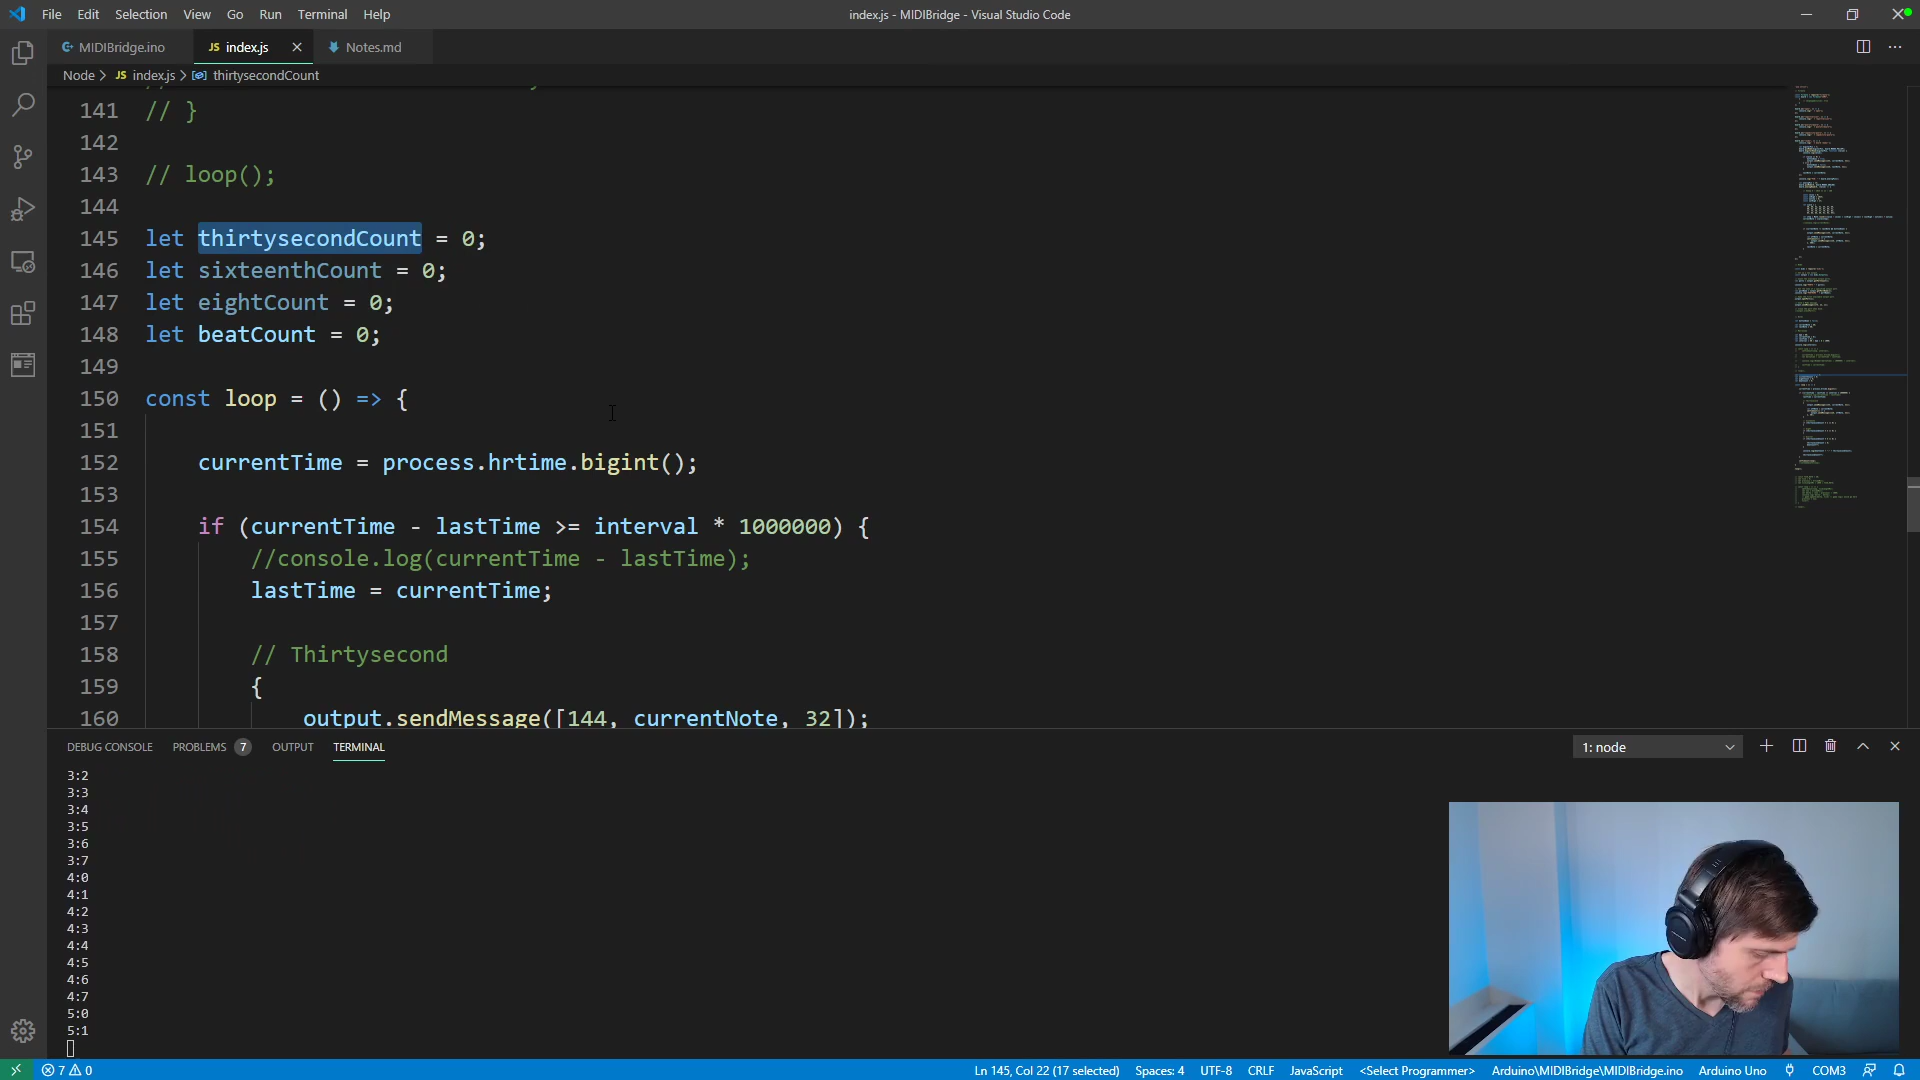 File Edit Selection View Go Run Terminal Help
index.js - MIDIBridge - Visual Studio Code
MIDIBridge.ino
JS index.js
Notes.md
Node > JS index.js > thirtysecondCount
141 // }
142
143 // loop();
144
145 let thirtysecondCount = 0;
146 let sixteenthCount = 0;
147 let eightCount = 0;
148 let beatCount = 0;
149
150 const loop = () => {
151
152 currentTime = process.hrtime.bigint();
153
154 if (currentTime - lastTime >= interval * 1000000) {
155 //console.log(currentTime - lastTime);
156 lastTime = currentTime;
157
158 // Thirtysecond
159 {
160 output.sendMessage([144, currentNote, 32]);
DEBUG CONSOLE PROBLEMS 7 OUTPUT TERMINAL
1: node
3:2
3:3
3:4
3:5
3:6
3:7
4:0
4:1
4:2
4:3
4:4
4:5
4:6
4:7
5:0
5:1
7 0
Ln 145, Col 22 (17 selected) Spaces: 4 UTF-8 CRLF JavaScript <Select Programmer> Arduino\MIDIBridge\MIDIBridge.ino Arduino Uno COM3